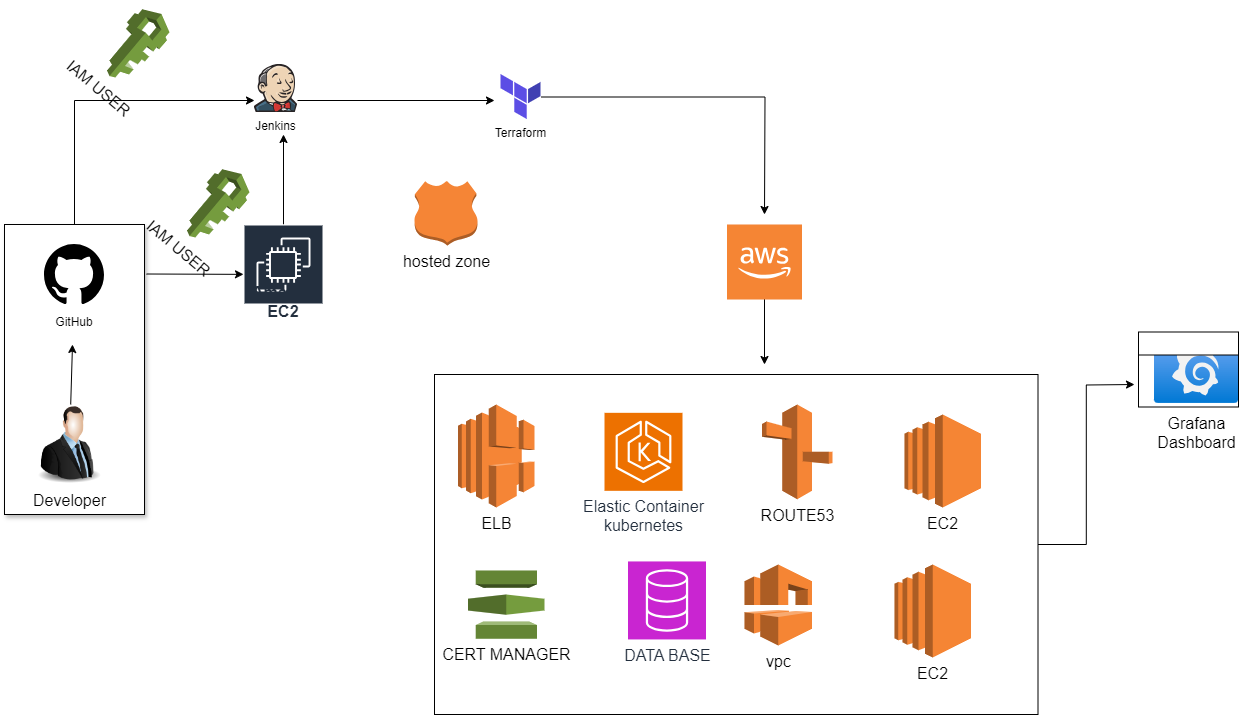 IAM USER
Jenkins
Terraform
IAM USER
aws
hosted zone
GitHub
EC2
Developer
Grafana
Dashboard
K
ELB
Elastic Container
kubernetes
ROUTE53
EC2
CERT MANAGER
DATA BASE
vpc
EC2